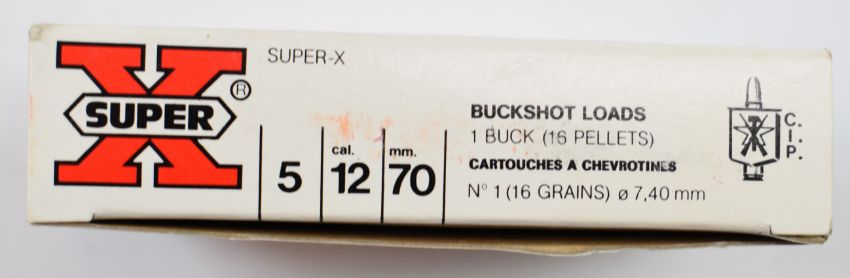 SUPER
®
SUPER-X
5
cal.
12
mm.
70
BUCKSHOT LOADS
1 BUCK (16 PELLETS)
CARTOUCHES A CHEVROTINES
N° 1 (16 GRAINS) ø 7,40 mm
C.
I.
P.